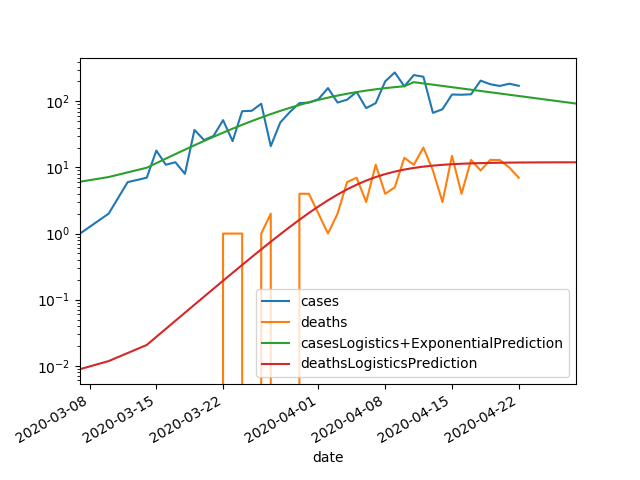 10²
10¹
10⁰
10⁻¹
10⁻²
cases
deaths
casesLogistics+ExponentialPrediction
deathsLogisticsPrediction
2020-03-08
2020-03-15
2020-03-22
2020-04-01
2020-04-08
2020-04-15
2020-04-22
date